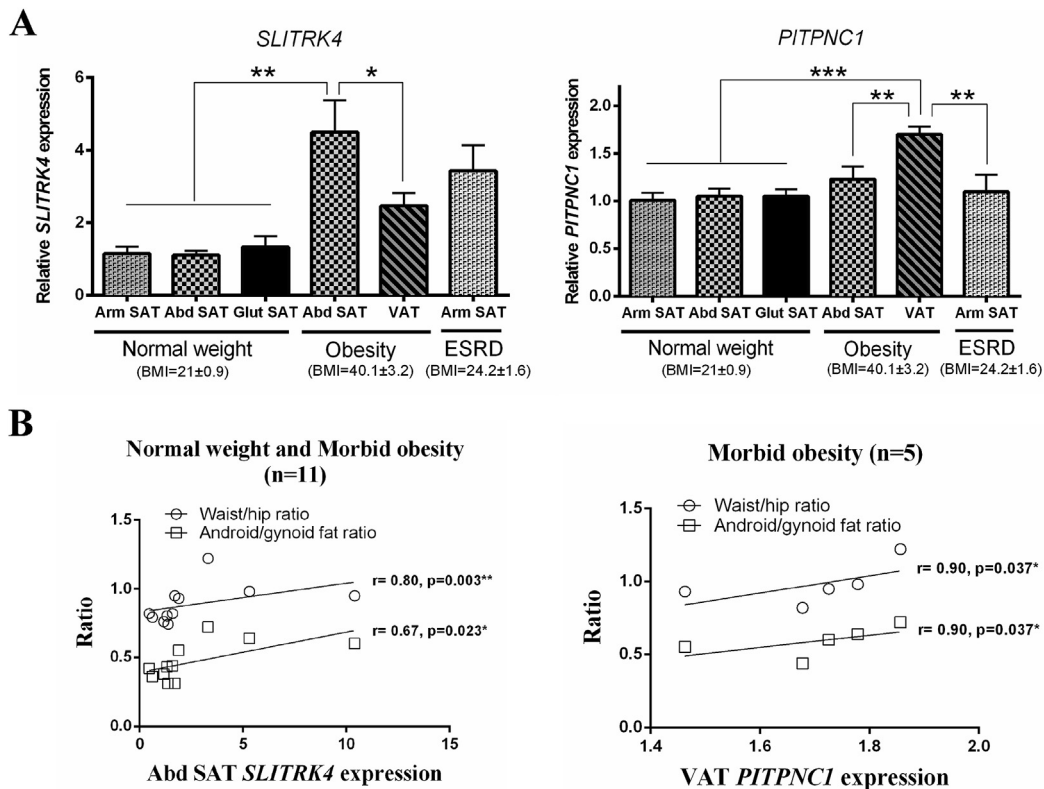 A
SLITRK4
Relative SLITRK4 expression
6
4
2
0
**
*
Arm SAT Abd SAT Glut SAT Abd SAT VAT Arm SAT
Normal weight Obesity ESRD
(BMI=21±0.9) (BMI=40.1±3.2) (BMI=24.2±1.6)
PITPNC1
Relative PITPNC1 expression
2.0
1.5
1.0
0.5
0.0
***
** **
Arm SAT Abd SAT Glut SAT Abd SAT VAT Arm SAT
Normal weight Obesity ESRD
(BMI=21±0.9) (BMI=40.1±3.2) (BMI=24.2±1.6)
B
Normal weight and Morbid obesity
(n=11)
Waist/hip ratio
Android/gynoid fat ratio
Ratio
1.5
1.0
0.5
0.0
r= 0.80, p=0.003**
r= 0.67, p=0.023*
0 5 10 15
Abd SAT SLITRK4 expression
Morbid obesity (n=5)
Waist/hip ratio
Android/gynoid fat ratio
Ratio
1.5
1.0
0.5
0.0
r= 0.90, p=0.037*
r= 0.90, p=0.037*
1.4 1.6 1.8 2.0
VAT PITPNC1 expression